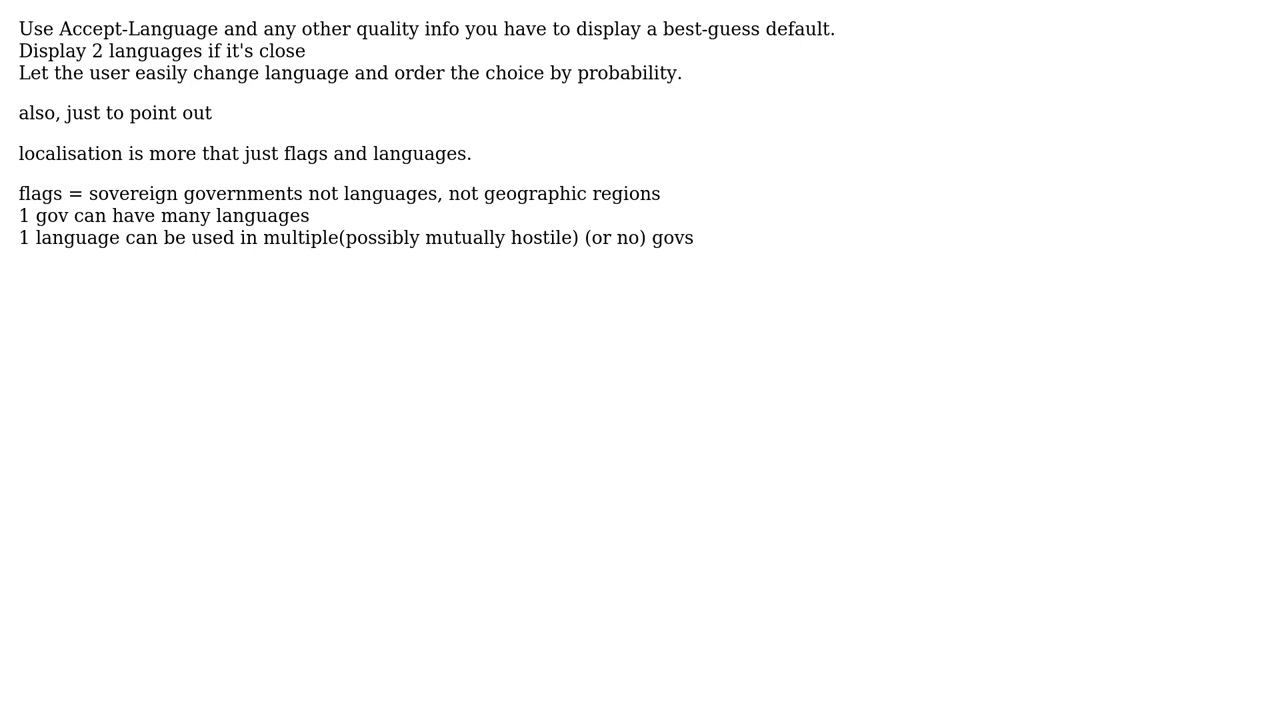 Use Accept-Language and any other quality info you have to display a best-guess default.
Display 2 languages if it's close
Let the user easily change language and order the choice by probability.
also, just to point out
localisation is more that just flags and languages.
flags = sovereign governments not languages, not geographic regions
1 gov can have many languages
1 language can be used in multiple(possibly mutually hostile) (or no) govs